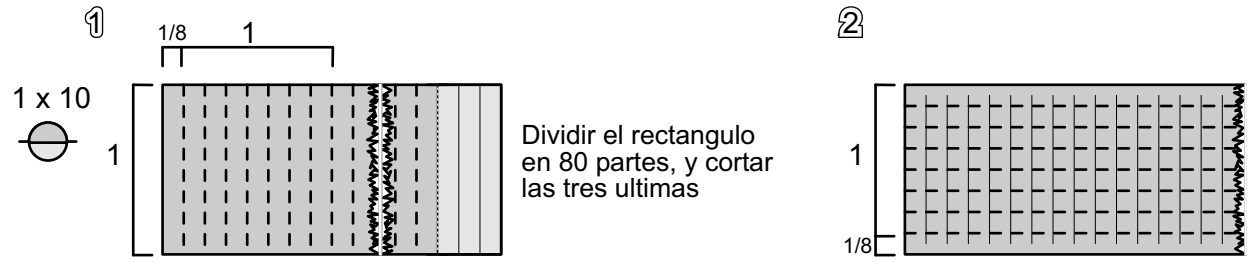 1
1/8
1
1 x 10
1
Dividir el rectangulo
en 80 partes, y cortar
las tres ultimas
2
1
1/8